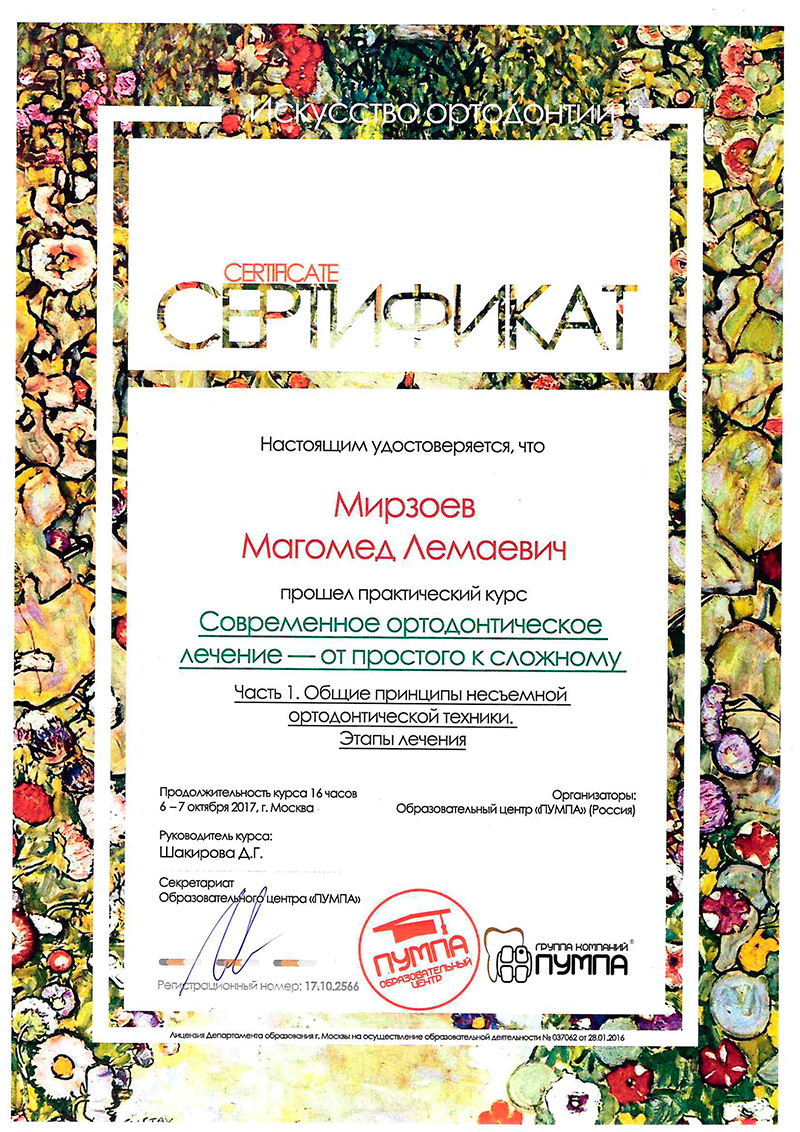 Искусство ортодонтии
CERTIFICATE
СЕРТИФИКАТ
Настоящим удостоверяется, что
Мирзоев
Магомед Лемаевич
прошел практический курс
Современное ортодонтическое
лечение — от простого к сложному
Часть 1. Общие принципы несъемной
ортодонтической техники.
Этапы лечения
Продолжительность курса 16 часов
6 – 7 октября 2017, г. Москва
Организаторы:
Образовательный центр «ПУМПА» (Россия)
Руководитель курса:
Шакирова Д.Г.
Секретариат
Образовательного центра «ПУМПА»
Регистрационный номер: 17.10.2566
ПУМПА
ОБРАЗОВАТЕЛЬНЫЙ
ЦЕНТР
ГРУППА КОМПАНИЙ®
ПУМПА
Лицензия Департамента образования г. Москвы на осуществление образовательной деятельности № 037062 от 28.01.2016